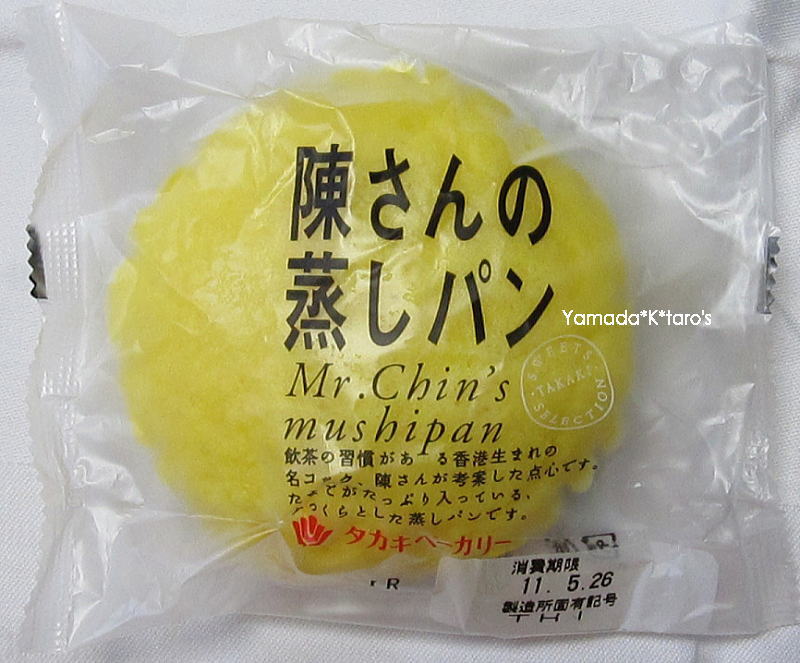 陳さんの
蒸しパン
Yamada*K*taro's
Mr.Chin's
mushipan
SWEETS
TAKAKI
SELECTION
飲茶の習慣がある香港生まれの
名コック、陳さんが考案した点心です。
たまごがたっぷり入っている、
ふっくらとした蒸しパンです。
タカキベーカリー
消費期限
11. 5.26
製造所固有記号
THI